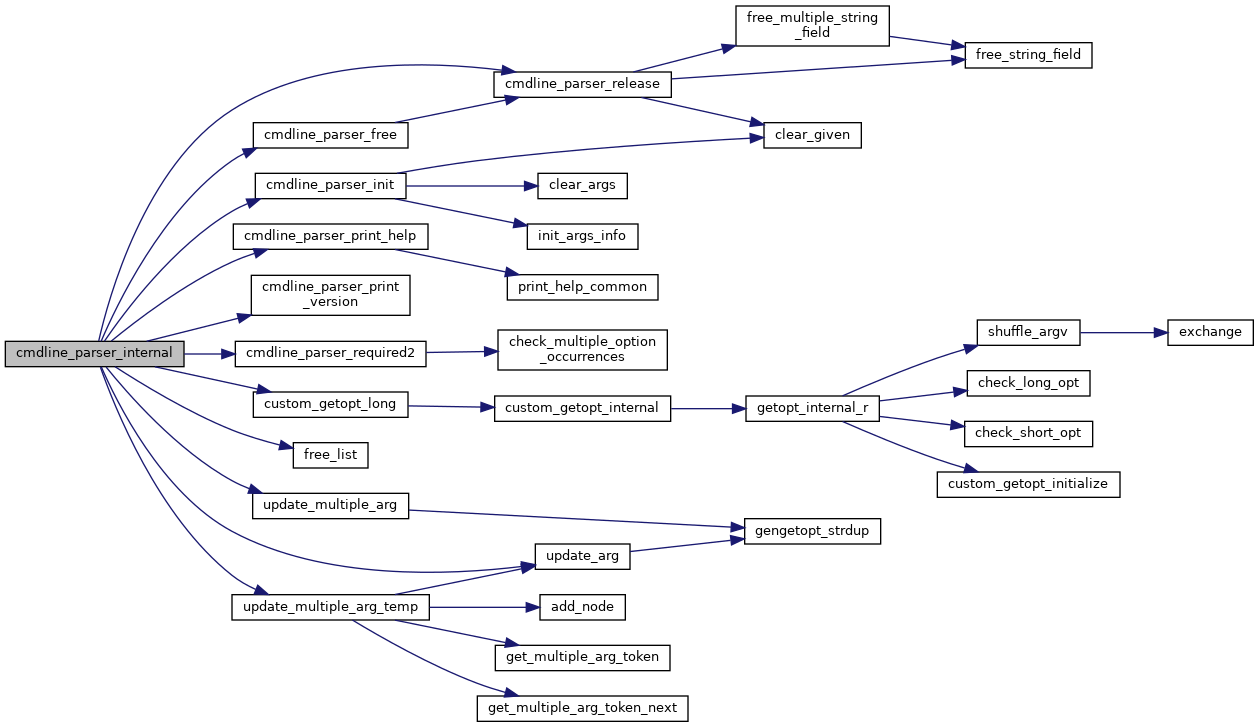 free_multiple_string
_field
free_string_field
cmdline_parser_release
cmdline_parser_free
clear_given
cmdline_parser_init
clear_args
cmdline_parser_print_help
init_args_info
cmdline_parser_print
_version
print_help_common
cmdline_parser_internal
cmdline_parser_required2
check_multiple_option
_occurrences
shuffle_argv
exchange
check_long_opt
custom_getopt_long
custom_getopt_internal
getopt_internal_r
check_short_opt
free_list
custom_getopt_initialize
update_multiple_arg
gengetopt_strdup
update_arg
update_multiple_arg_temp
add_node
get_multiple_arg_token
get_multiple_arg_token_next